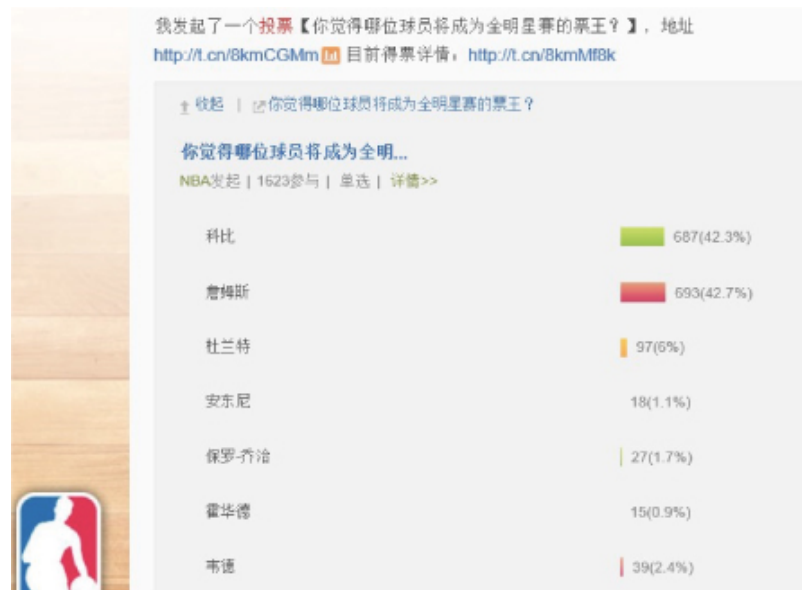 我发起了一个投票【你觉得哪位球员将成为全明星赛的票王？】，地址
http://t.cn/8kmCGMm 目前得票详情：http://t.cn/8kmMf8k
收起 | 你觉得哪位球员将成为全明星赛的票王？
你觉得哪位球员将成为全明...
NBA发起 | 1623参与 | 单选 | 详情>>
科比 687(42.3%)
詹姆斯 693(42.7%)
杜兰特 97(6%)
安东尼 18(1.1%)
保罗-乔治 27(1.7%)
霍华德 15(0.9%)
韦德 39(2.4%)